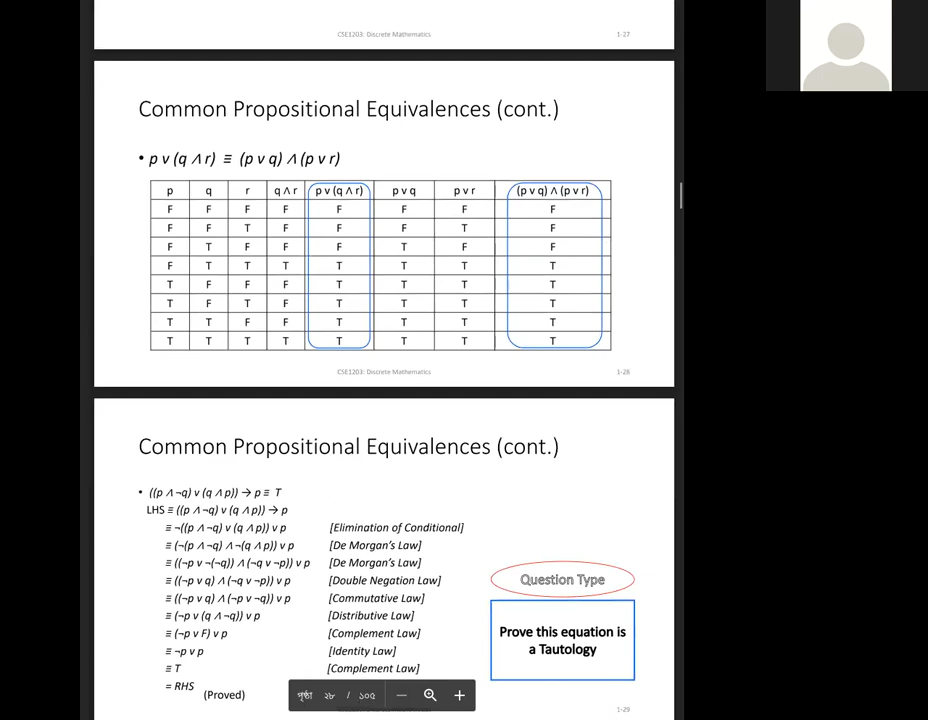 CSE1203: Discrete Mathematics 1-27
Common Propositional Equivalences (cont.)
• p v (q ∧ r) ≡ (p v q) ∧ (p v r)
p q r q ∧ r p v (q ∧ r) p v q p v r (p v q) ∧ (p v r)
F F F F F F F F
F F T F F F T F
F T F F F T F F
F T T T T T T T
T F F F T T T T
T F T F T T T T
T T F F T T T T
T T T T T T T T
CSE1203: Discrete Mathematics 1-28
Common Propositional Equivalences (cont.)
• ((p ∧ ¬q) v (q ∧ p)) → p ≡ T
LHS ≡ ((p ∧ ¬q) v (q ∧ p)) → p
≡ ¬((p ∧ ¬q) v (q ∧ p)) v p [Elimination of Conditional]
≡ (¬(p ∧ ¬q) ∧ ¬(q ∧ p)) v p [De Morgan's Law]
≡ ((¬p v ¬(¬q)) ∧ (¬q v ¬p)) v p [De Morgan's Law]
≡ ((¬p v q) ∧ (¬q v ¬p)) v p [Double Negation Law]
≡ ((¬p v q) ∧ (¬p v ¬q)) v p [Commutative Law]
≡ (¬p v (q ∧ ¬q)) v p [Distributive Law]
≡ (¬p v F) v p [Complement Law]
≡ ¬p v p [Identity Law]
≡ T [Complement Law]
= RHS
(Proved)
Question Type
Prove this equation is
a Tautology
পৃষ্ঠা ২৮ / ১০৫ — +
1-29